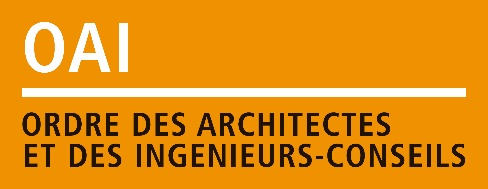 OAI
ORDRE DES ARCHITECTES
ET DES INGENIEURS-CONSEILS